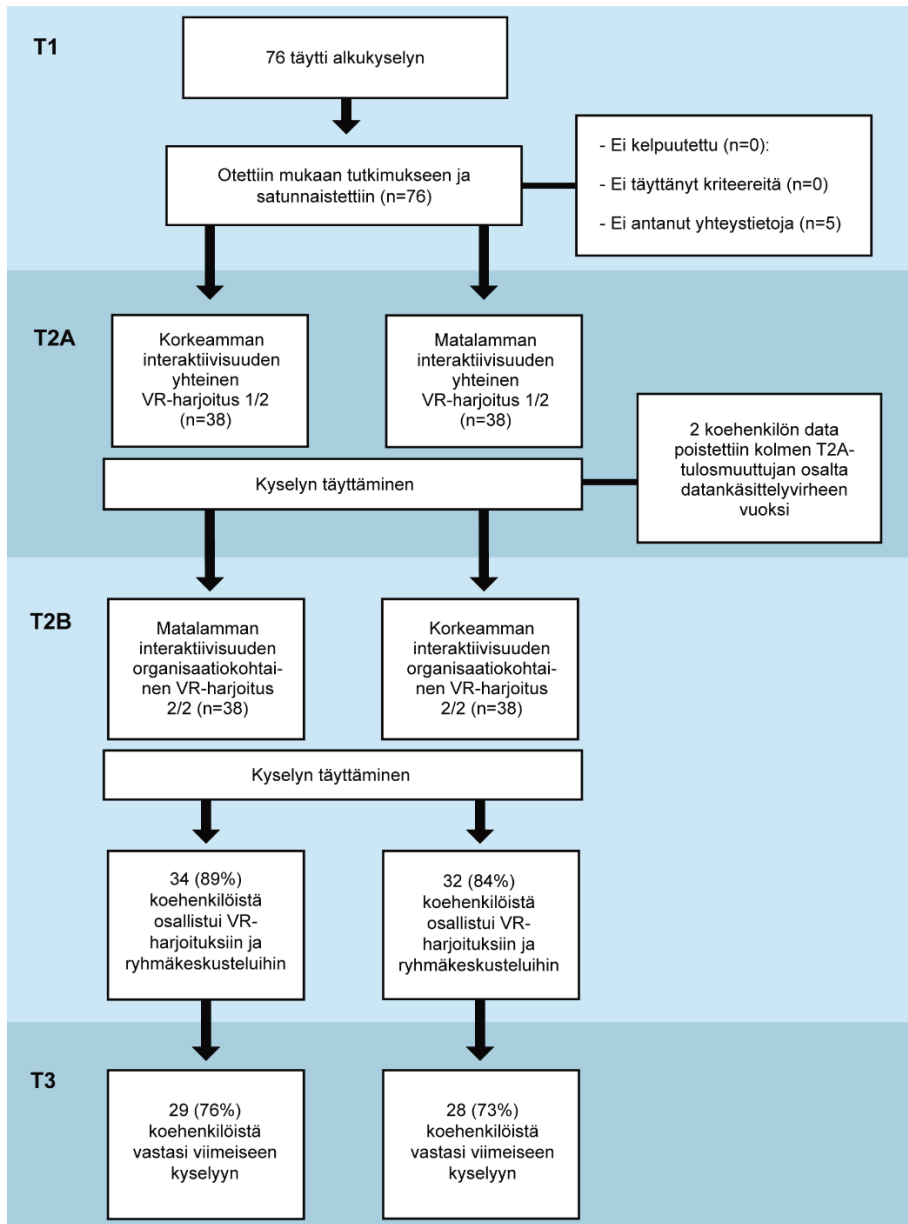 T1
76 täytti alkukyselyn
Otettiin mukaan tutkimukseen ja
satunnaistettiin (n=76)
- Ei kelpuutettu (n=0):
- Ei täyttänyt kriteereitä (n=0)
- Ei antanut yhteystietoja (n=5)
T2A
Korkeamman
interaktiivisuuden
yhteinen
VR-harjoitus 1/2
(n=38)
Matalamman
interaktiivisuuden
yhteinen
VR-harjoitus 1/2
(n=38)
Kyselyn täyttäminen
2 koehenkilön data
poistettiin kolmen T2A-
tulosmuuttujan osalta
datankäsittelyvirheen
vuoksi
T2B
Matalamman
interaktiivisuuden
organisaatiokohtai-
nen VR-harjoitus
2/2 (n=38)
Korkeamman
interaktiivisuuden
organisaatiokohtai-
nen VR-harjoitus
2/2 (n=38)
Kyselyn täyttäminen
34 (89%)
koehenkilöistä
osallistui VR-
harjoituksiin ja
ryhmäkeskusteluihin
32 (84%)
koehenkilöistä
osallistui VR-
harjoituksiin ja
ryhmäkeskusteluihin
T3
29 (76%)
koehenkilöistä
vastasi viimeiseen
kyselyyn
28 (73%)
koehenkilöistä
vastasi viimeiseen
kyselyyn